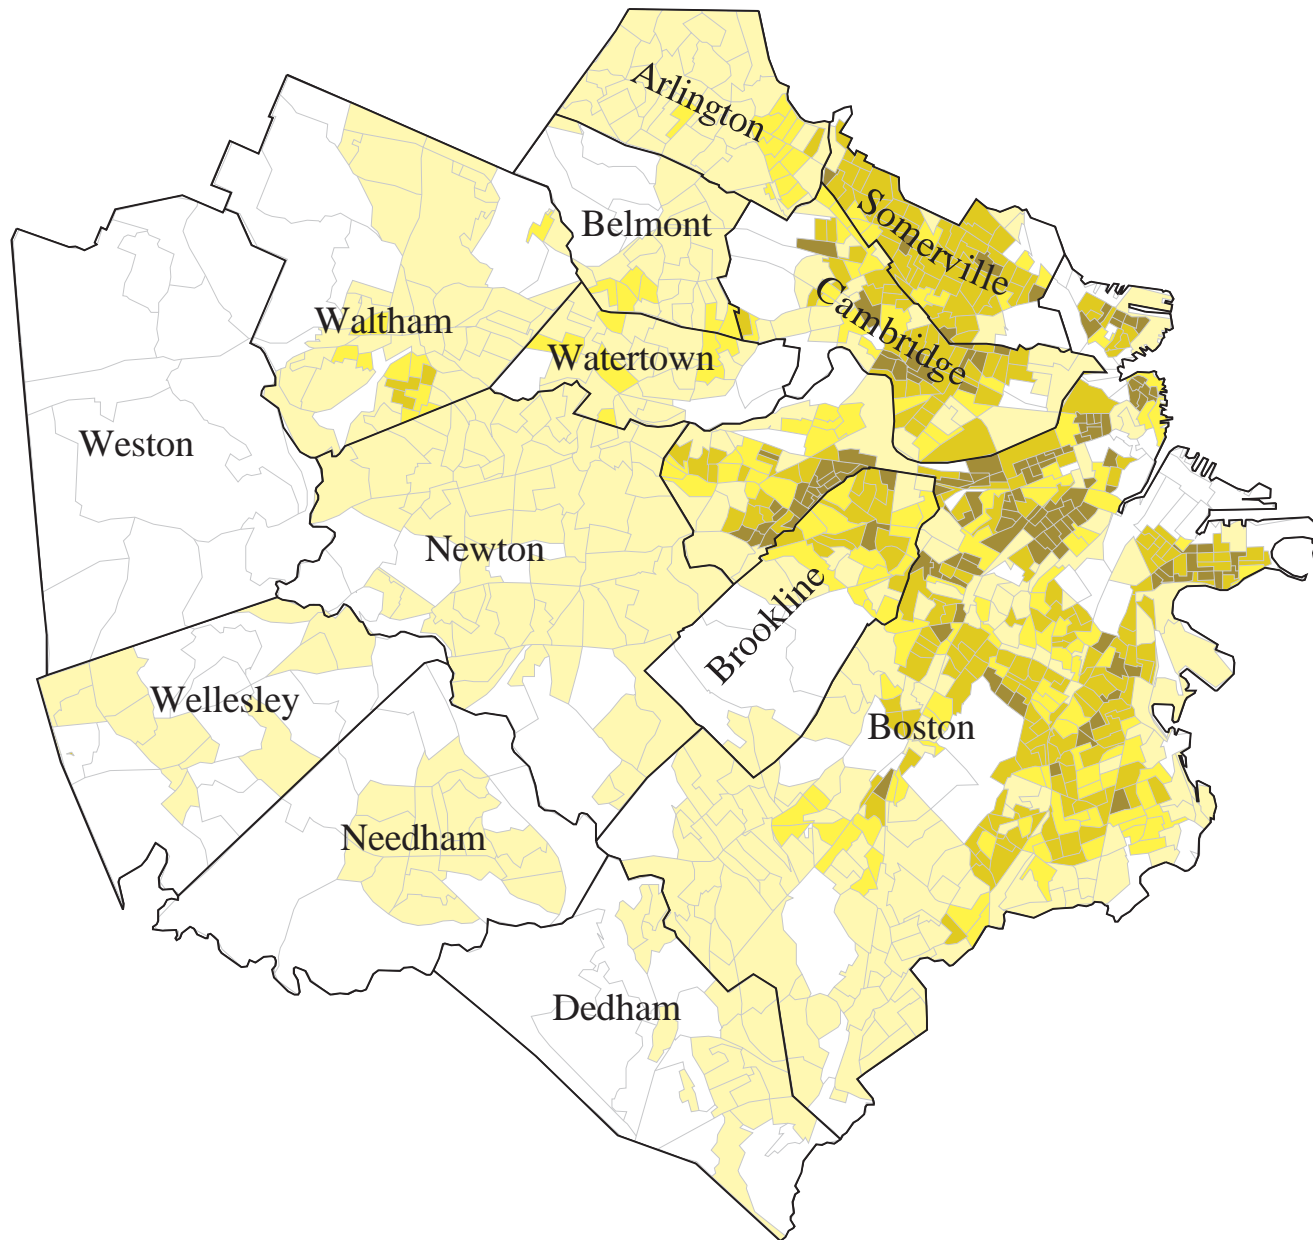 Arlington
Somerville
Belmont
Cambridge
Waltham
Watertown
Weston
Newton
Brookline
Wellesley
Boston
Needham
Dedham